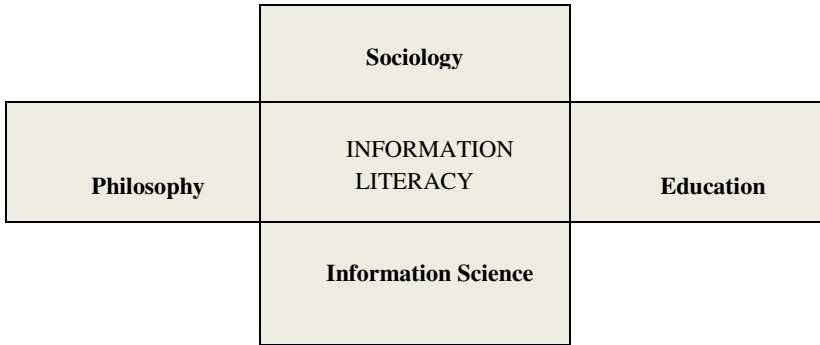 Sociology
INFORMATION
LITERACY
Philosophy
Education
Information Science